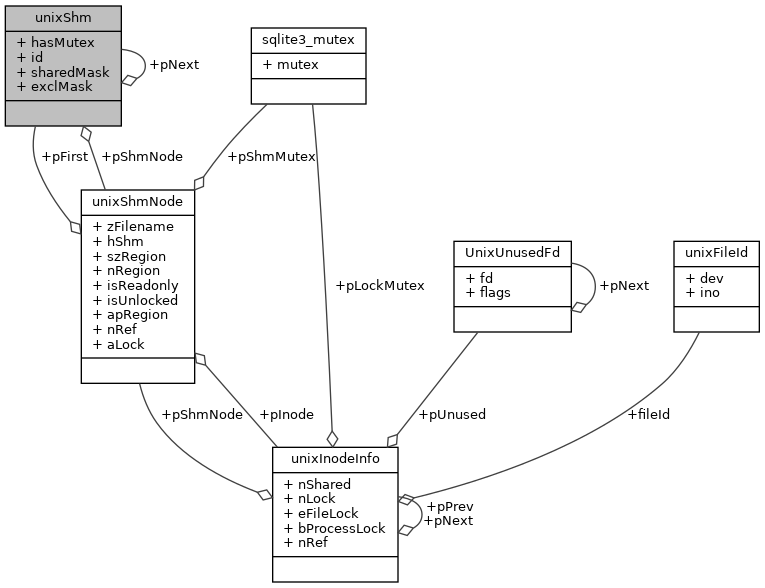 unixShm
+ hasMutex
+ id
+ sharedMask
+ exclMask
+pNext
sqlite3_mutex
+ mutex
+pFirst
+pShmNode
+pShmMutex
unixShmNode
+ zFilename
+ hShm
+ szRegion
+ nRegion
+ isReadonly
+ isUnlocked
+ apRegion
+ nRef
+ aLock
+pLockMutex
UnixUnusedFd
+ fd
+ flags
+pNext
unixFileId
+ dev
+ ino
+pShmNode
+pInode
+pUnused
+fileId
unixInodeInfo
+ nShared
+ nLock
+ eFileLock
+ bProcessLock
+ nRef
+pPrev
+pNext